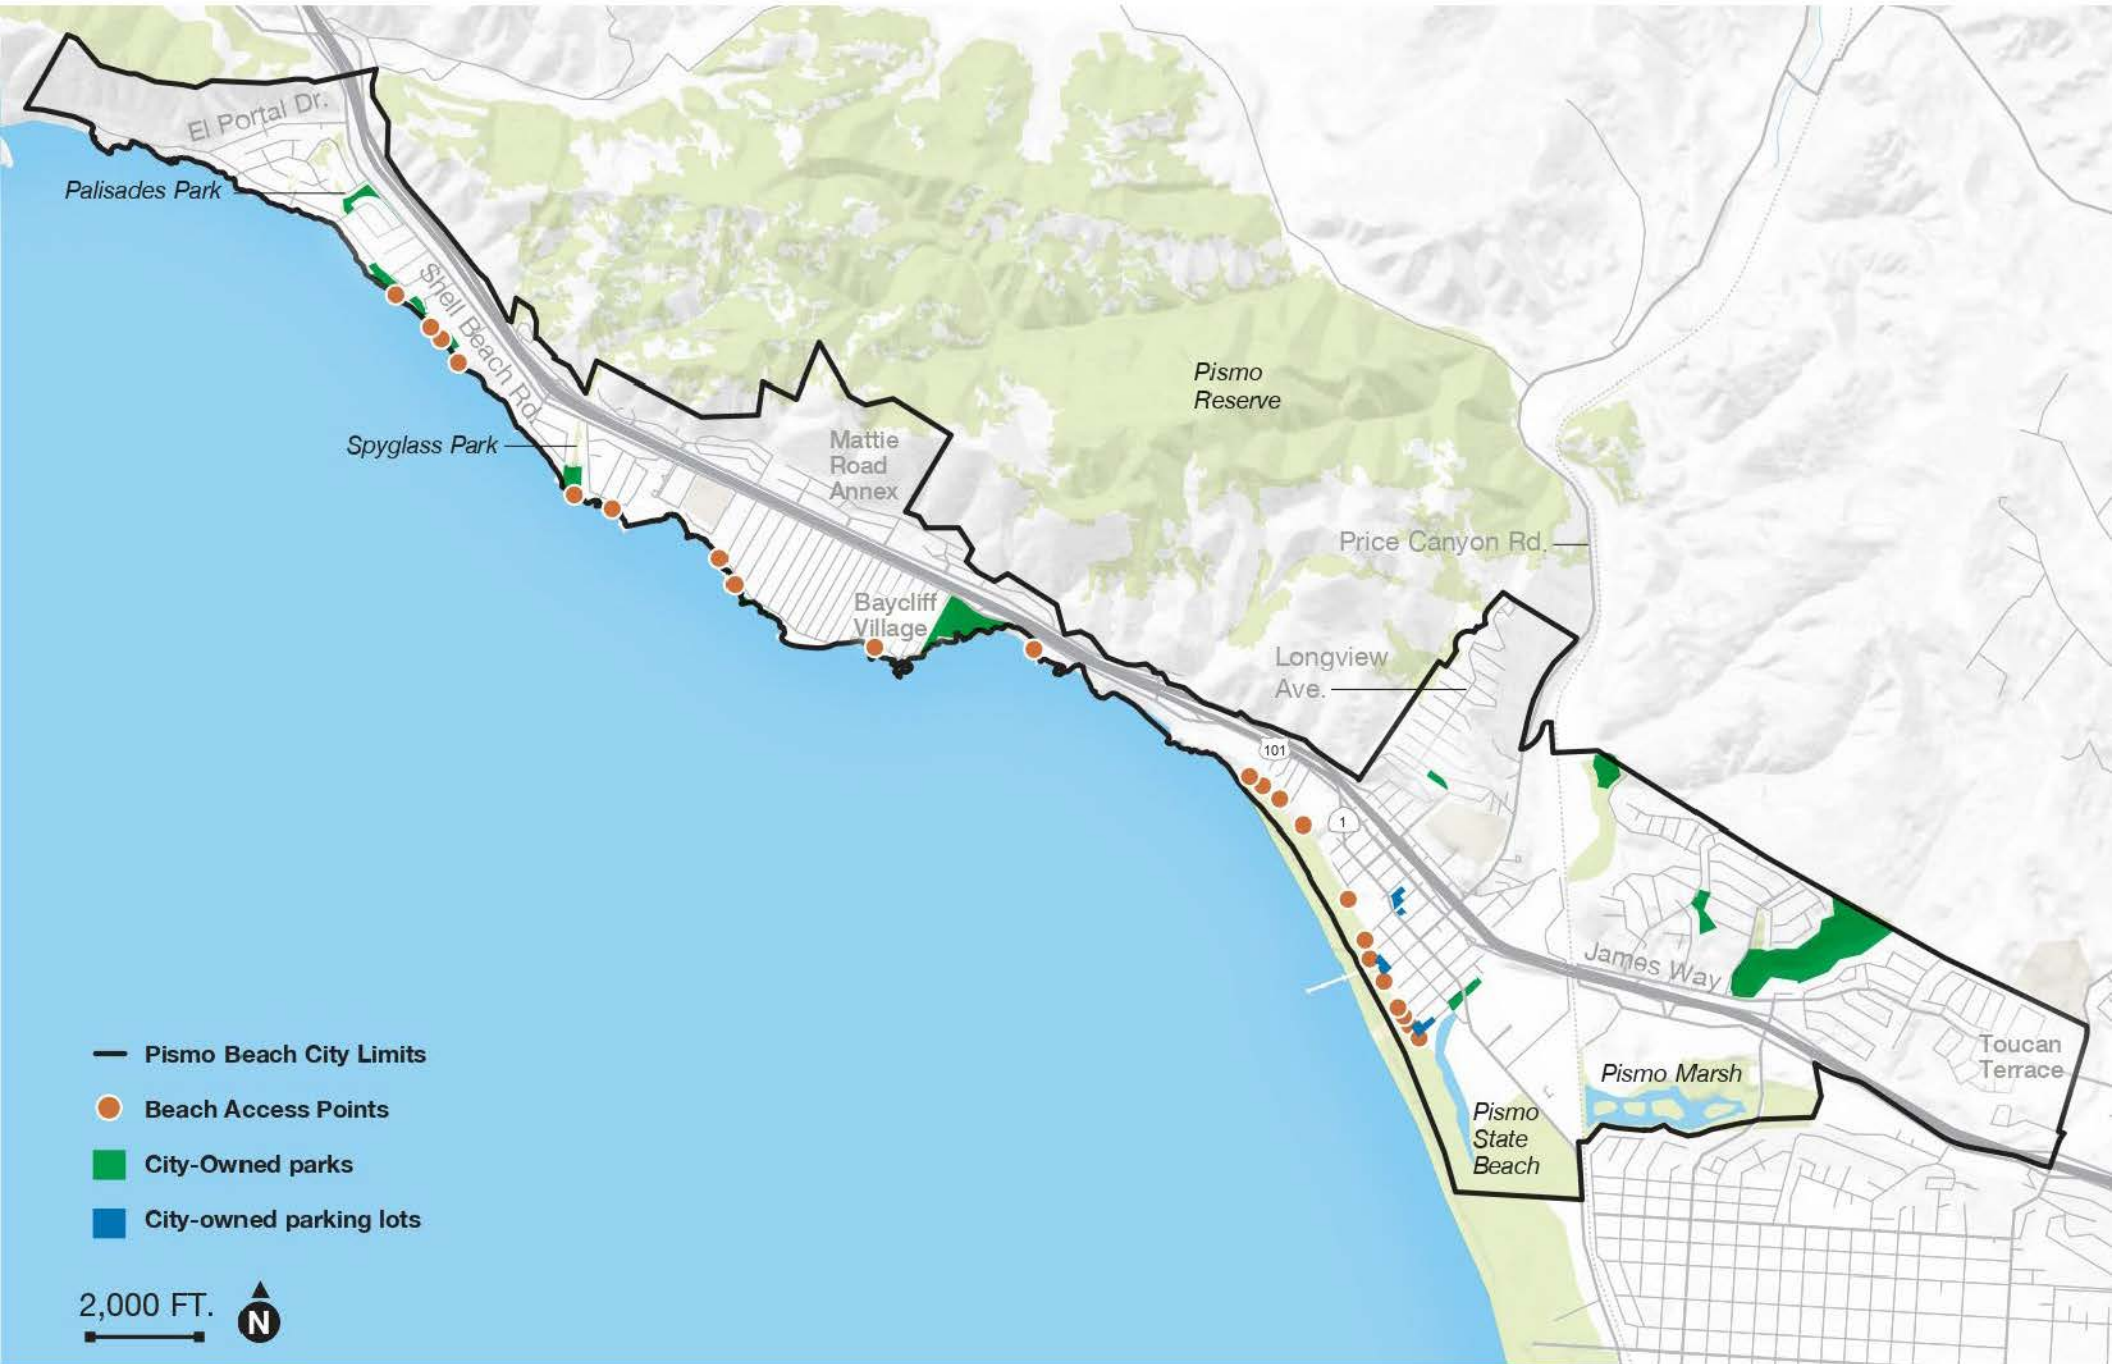 El Portal Dr.
Palisades Park
Shell Beach Rd.
Pismo
Reserve
Spyglass Park
Mattie
Road
Annex
Price Canyon Rd.
Baycliff
Village
Longview
Ave.
101
1
James Way
Toucan
Terrace
Pismo Marsh
Pismo
State
Beach
Pismo Beach City Limits
Beach Access Points
City-Owned parks
City-owned parking lots
2,000 FT.
N